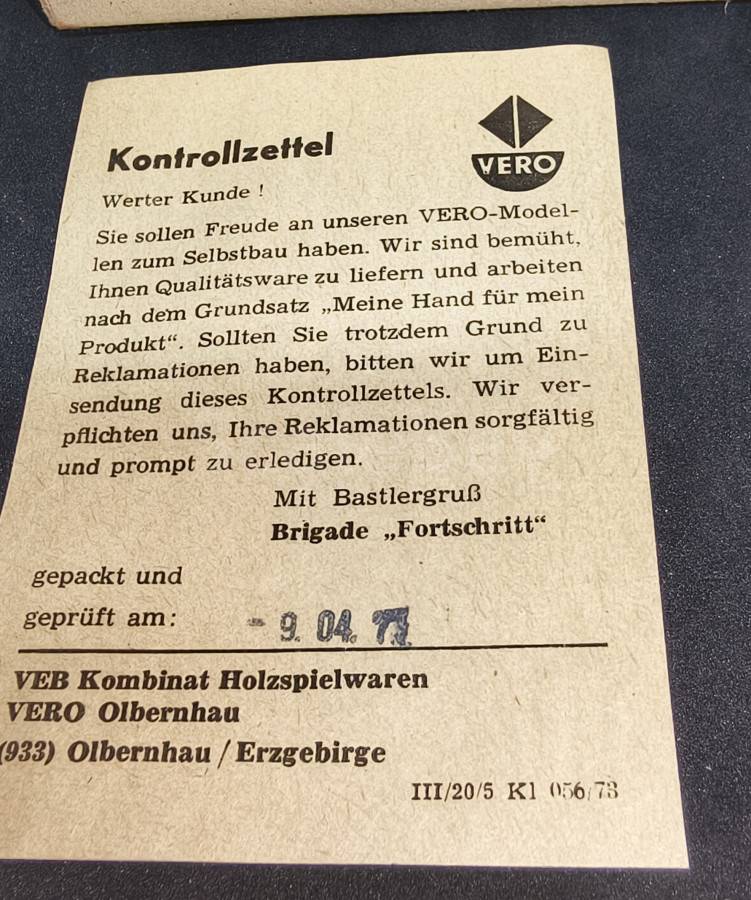 Kontrollzettel
VERO
Werter Kunde !
Sie sollen Freude an unseren VERO-Model-
len zum Selbstbau haben. Wir sind bemüht,
Ihnen Qualitätsware zu liefern und arbeiten
nach dem Grundsatz „Meine Hand für mein
Produkt“. Sollten Sie trotzdem Grund zu
Reklamationen haben, bitten wir um Ein-
sendung dieses Kontrollzettels. Wir ver-
pflichten uns, Ihre Reklamationen sorgfältig
und prompt zu erledigen.
Mit Bastlergruß
Brigade „Fortschritt“
gepackt und
geprüft am:
- 9. 04.
VEB Kombinat Holzspielwaren
VERO Olbernhau
(933) Olbernhau / Erzgebirge
III/20/5 Kl 056/73